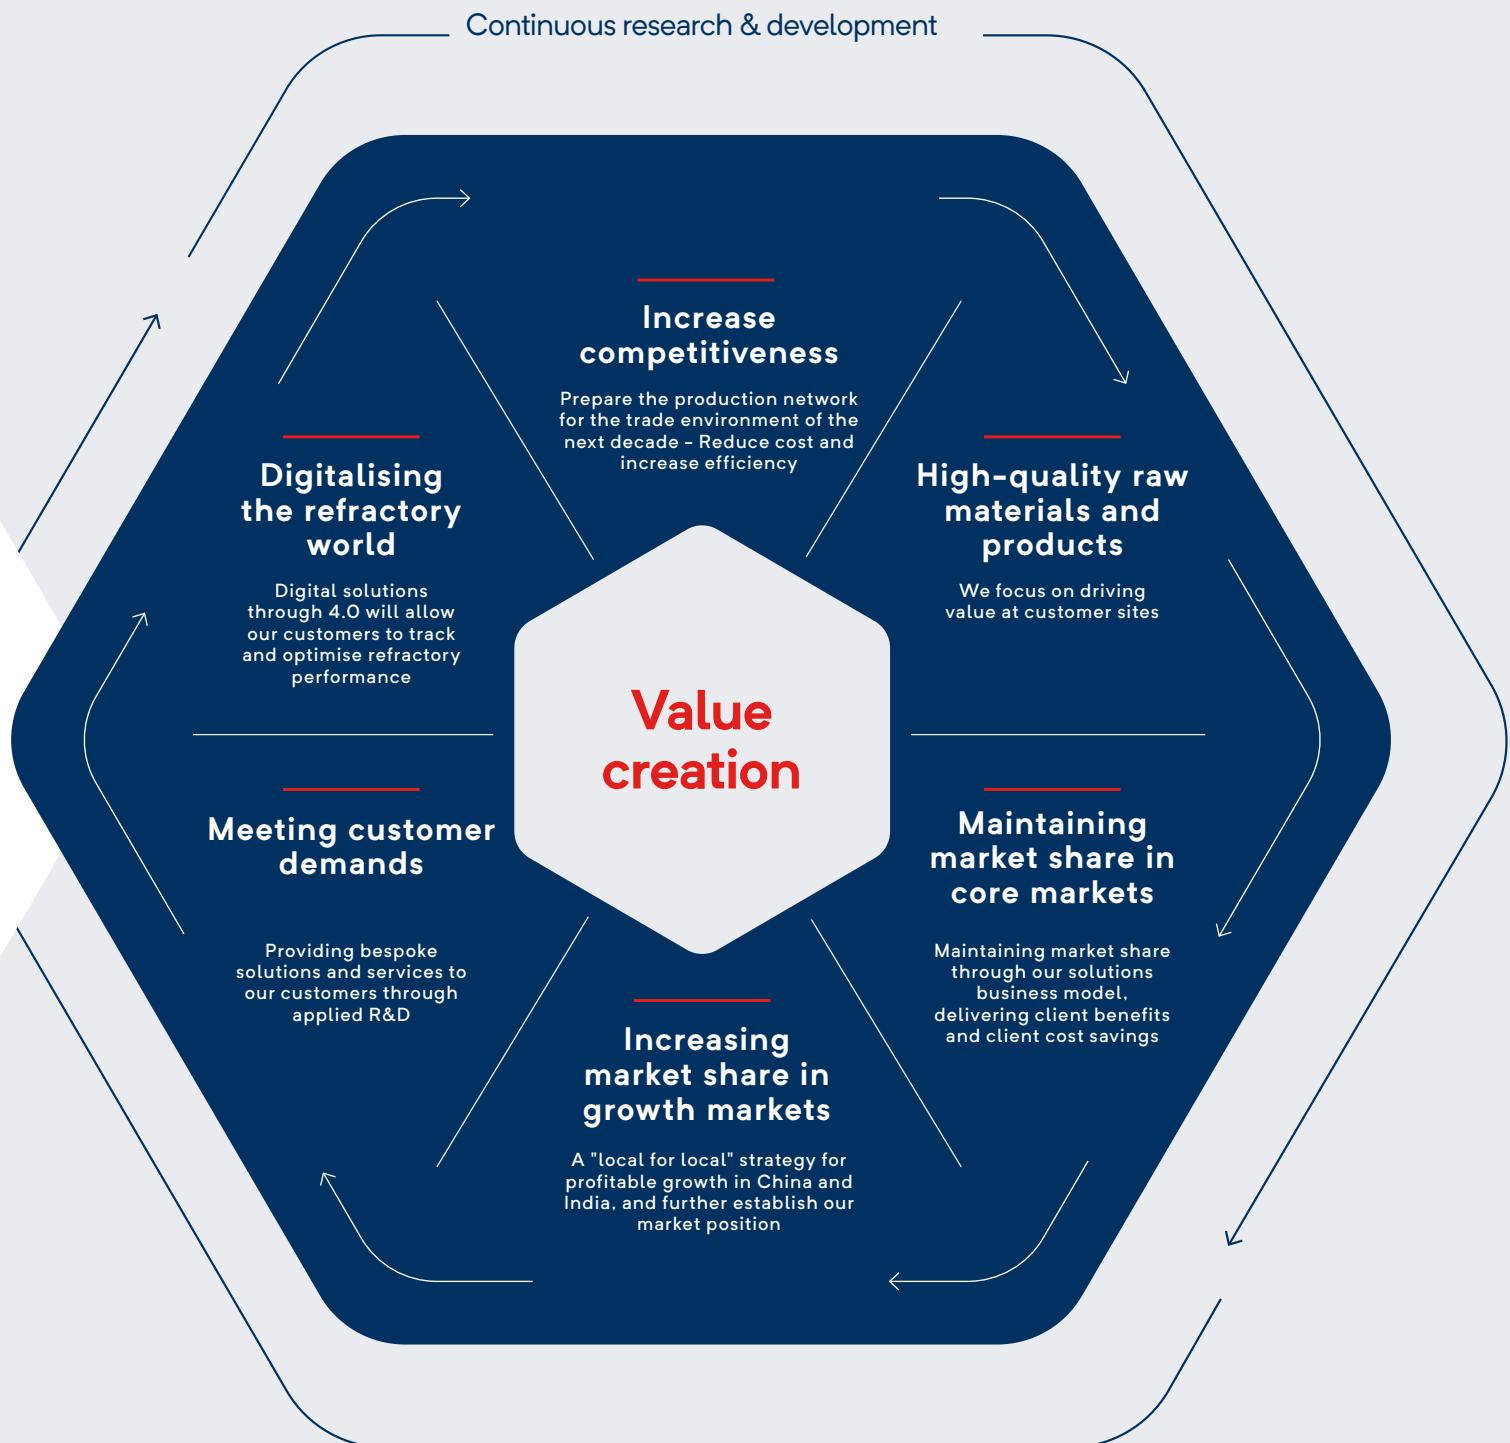 Continuous research & development
Increase
competitiveness
Prepare the production network
for the trade environment of the
next decade – Reduce cost and
increase efficiency
High-quality raw
materials and
products
We focus on driving
value at customer sites
Maintaining
market share in
core markets
Maintaining market share
through our solutions
business model,
delivering client benefits
and client cost savings
Increasing
market share in
growth markets
A "local for local" strategy for
profitable growth in China and
India, and further establish our
market position
Meeting customer
demands
Providing bespoke
solutions and services to
our customers through
applied R&D
Digitalising
the refractory
world
Digital solutions
through 4.0 will allow
our customers to track
and optimise refractory
performance
Value
creation